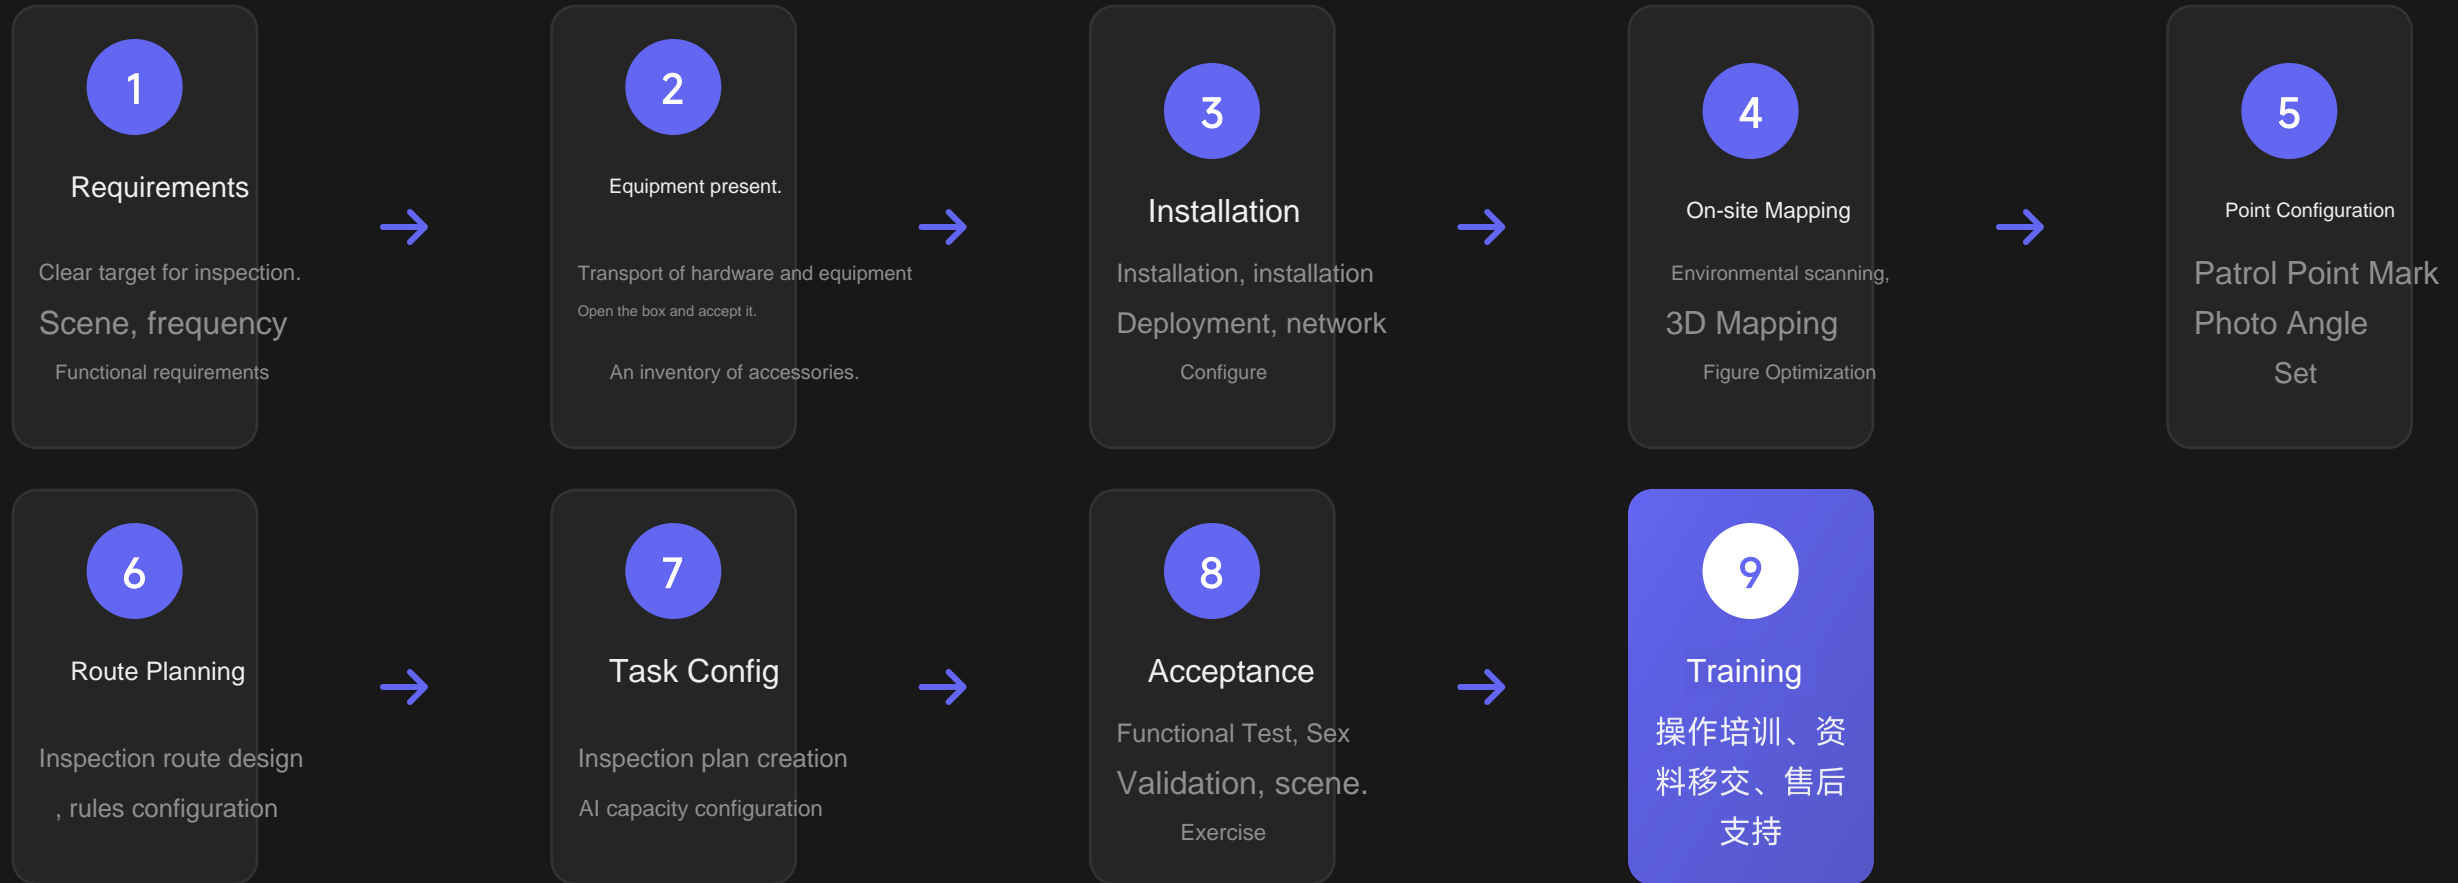 1
Requirements
Clear target for inspection.
Scene, frequency
Functional requirements
2
Equipment present.
Transport of hardware and equipment
Open the box and accept it.
An inventory of accessories.
3
Installation
Installation, installation
Deployment, network
Configure
4
On-site Mapping
Environmental scanning,
3D Mapping
Figure Optimization
5
Point Configuration
Patrol Point Mark
Photo Angle
Set
6
Route Planning
Inspection route design
, rules configuration
7
Task Config
Inspection plan creation
AI capacity configuration
8
Acceptance
Functional Test, Sex
Validation, scene.
Exercise
9
Training
操作培训、资
料移交、售后
支持